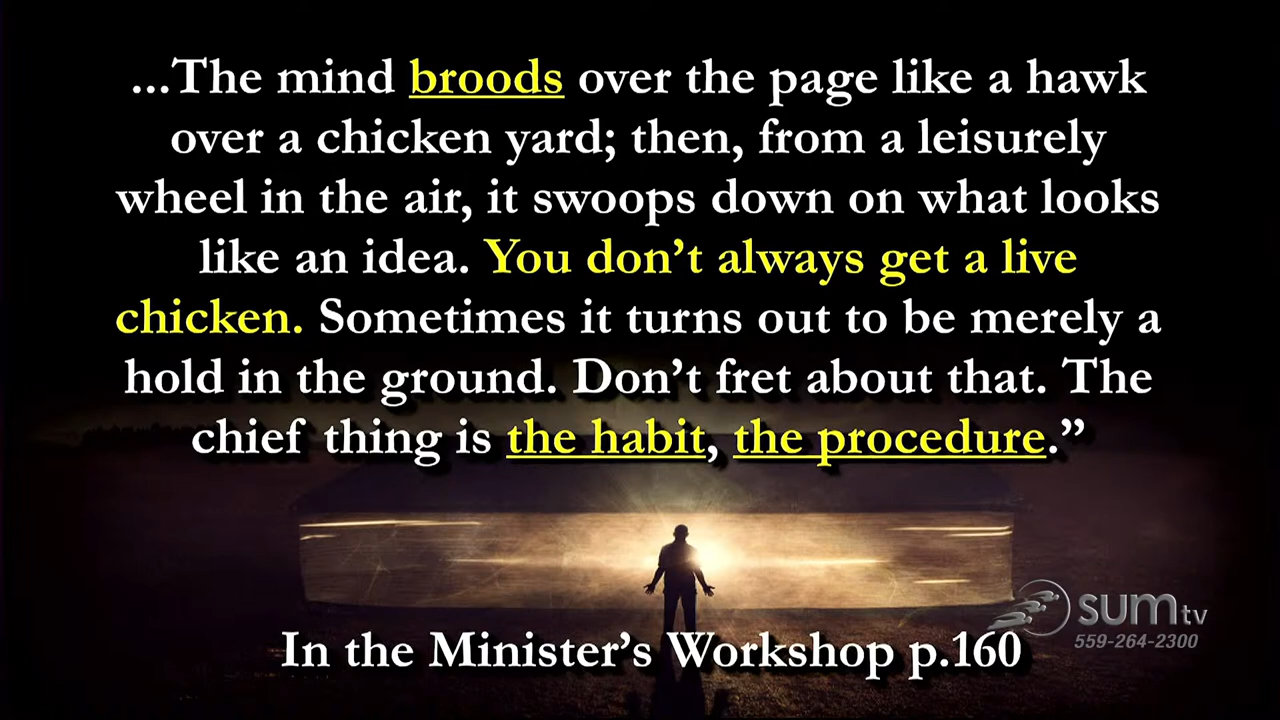 ...The mind broods over the page like a hawk
over a chicken yard; then, from a leisurely
wheel in the air, it swoops down on what looks
like an idea. You don’t always get a live
chicken. Sometimes it turns out to be merely a
hold in the ground. Don’t fret about that. The
chief thing is the habit, the procedure.”
sumtv
559-264-2300
In the Minister’s Workshop p.160